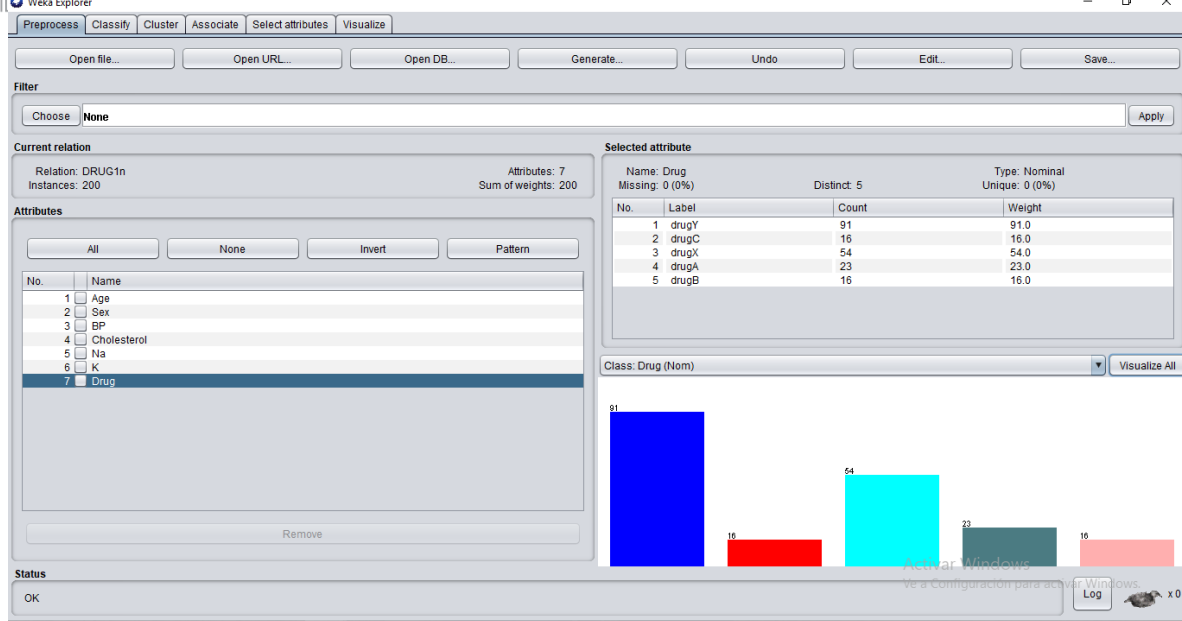 Weka Explorer
Preprocess Classify Cluster Associate Select attributes Visualize
Open file... Open URL... Open DB... Generate... Undo Edit... Save...
Filter
Choose None Apply
Current relation
Relation: DRUG1n Attributes: 7
Instances: 200 Sum of weights: 200
Attributes
All None Invert Pattern
No. Name
1 Age
2 Sex
3 BP
4 Cholesterol
5 Na
6 K
7 Drug
Remove
Selected attribute
Name: Drug Type: Nominal
Missing: 0 (0%) Distinct: 5 Unique: 0 (0%)
No. Label Count Weight
1 drugY 91 91.0
2 drugC 16 16.0
3 drugX 54 54.0
4 drugA 23 23.0
5 drugB 16 16.0
Class: Drug (Nom) Visualize All
91
16
54
23
16
Activar Windows
Ve a Configuración para activar Windows.
Status
OK Log x 0